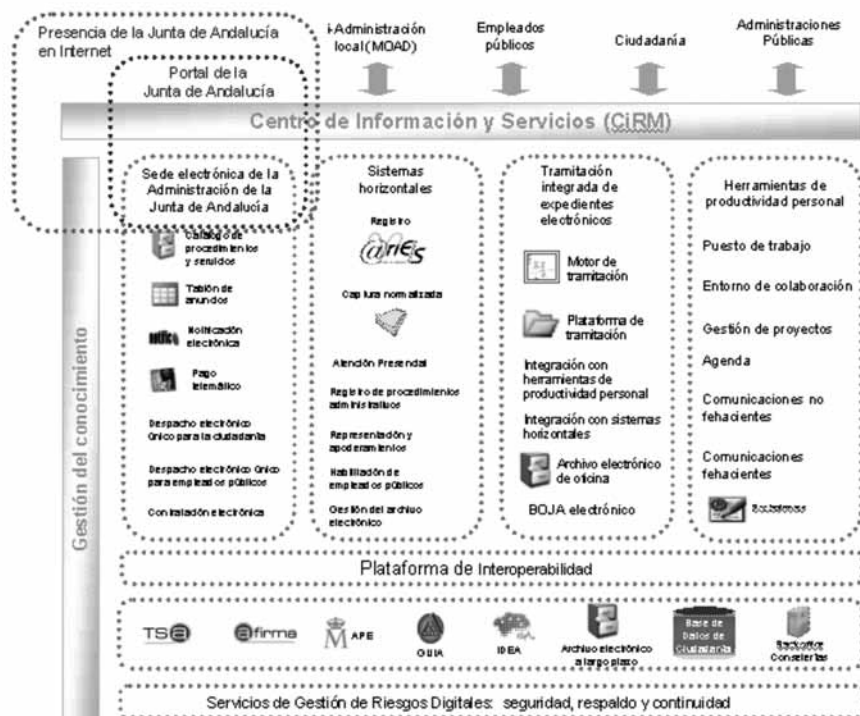 Presencia de la Junta de Andalucía
en Internet
Portal de la
Junta de Andalucía
i-Administración
local (MOAD)
Empleados
públicos
Ciudadanía
Administraciones
Públicas
Centro de Información y Servicios (CiRM)
Gestión del conocimiento
Sede electrónica de la
Administración de la
Junta de Andalucía
Catálogo de
procedimientos
y servicios
Tablón de
anuncios
Notificación
electrónica
Pago
telemático
Despacho electrónico
único para la ciudadanía
Despacho electrónico único
para empleados públicos
Contratación electrónica
Sistemas
horizontales
Registro
@ries
Captura normalizada
Atención Presencial
Registro de procedimientos
administrativos
Representación y
apoderamientos
Habilitación de
empleados públicos
Gestión del archivo
electrónico
Tramitación
integrada de
expedientes
electrónicos
Motor de
tramitación
Plataforma de
tramitación
Integración con
herramientas de
productividad personal
Integración con sistemas
horizontales
Archivo electrónico
de oficina
BOJA electrónico
Herramientas de
productividad personal
Puesto de trabajo
Entorno de colaboración
Gestión de proyectos
Agenda
Comunicaciones no
fehacientes
Comunicaciones
fehacientes
Plataforma de Interoperabilidad
TS@
@firma
MAPE
GUIA
IDEA
Archivo electrónico
a largo plazo
Base de
Datos de
Ciudadanía
Backoffice
Consejerías
Servicios de Gestión de Riesgos Digitales: seguridad, respaldo y continuidad